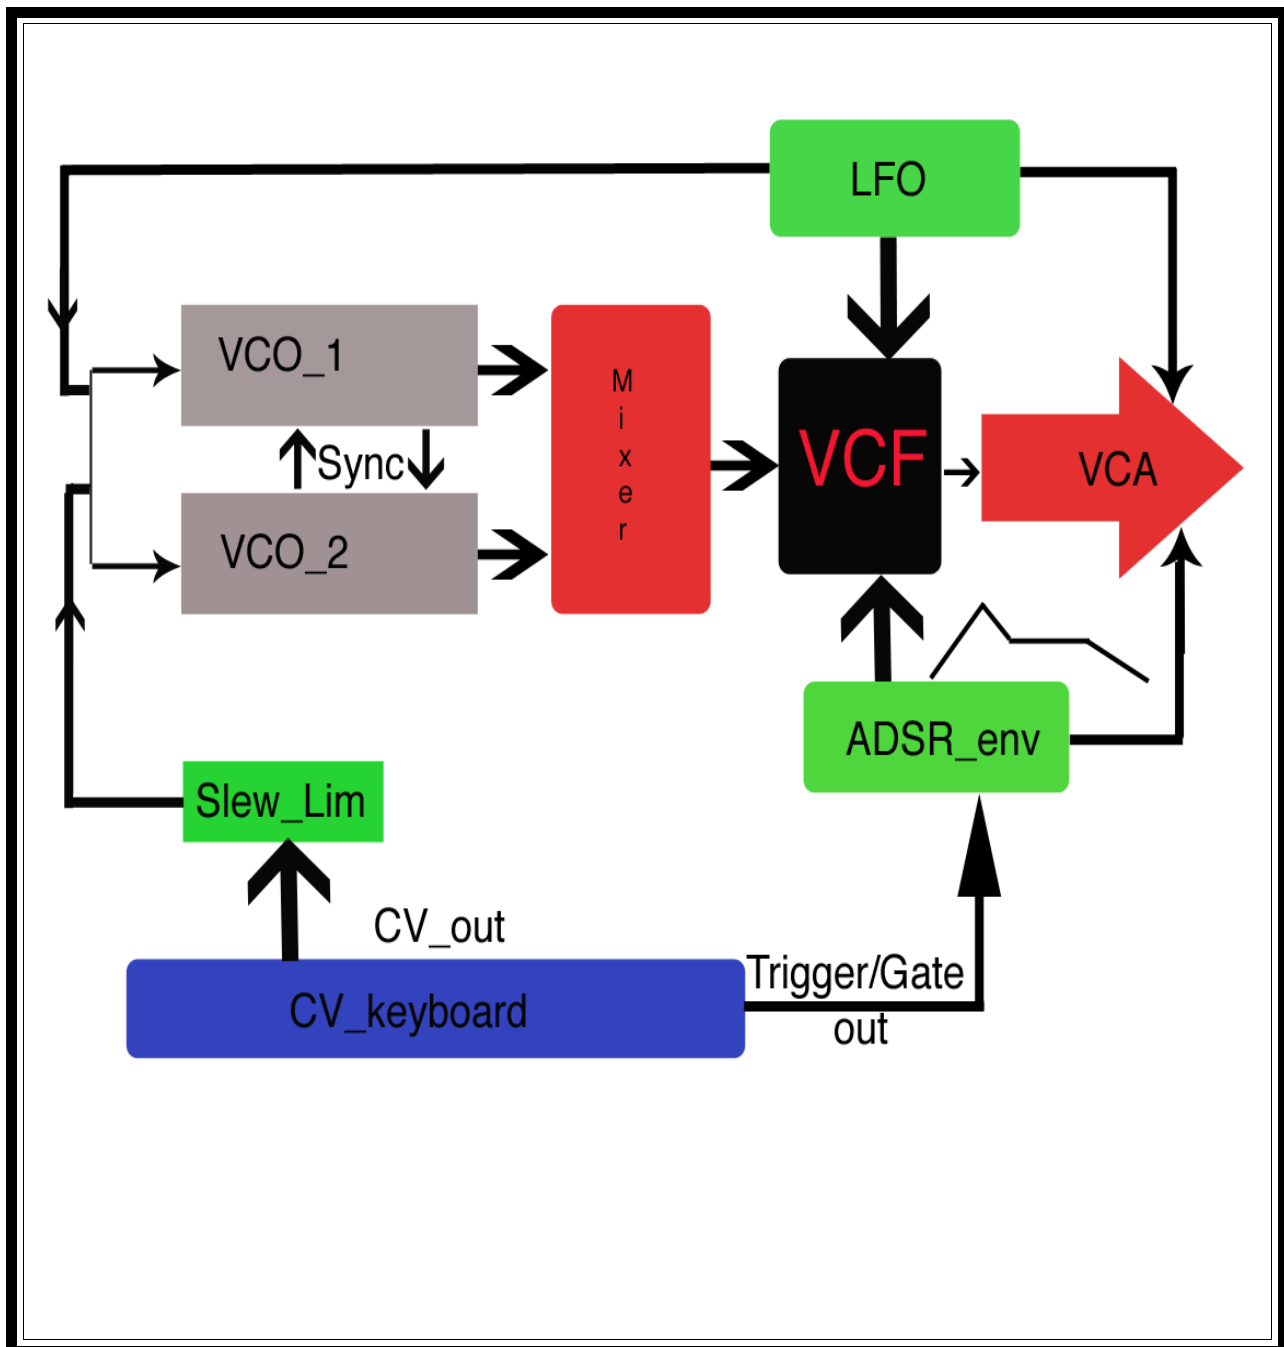 LFO
VCO_1
Sync
VCO_2
M
i
x
e
r
VCF
VCA
ADSR_env
Slew_Lim
CV_out
CV_keyboard
Trigger/Gate
out